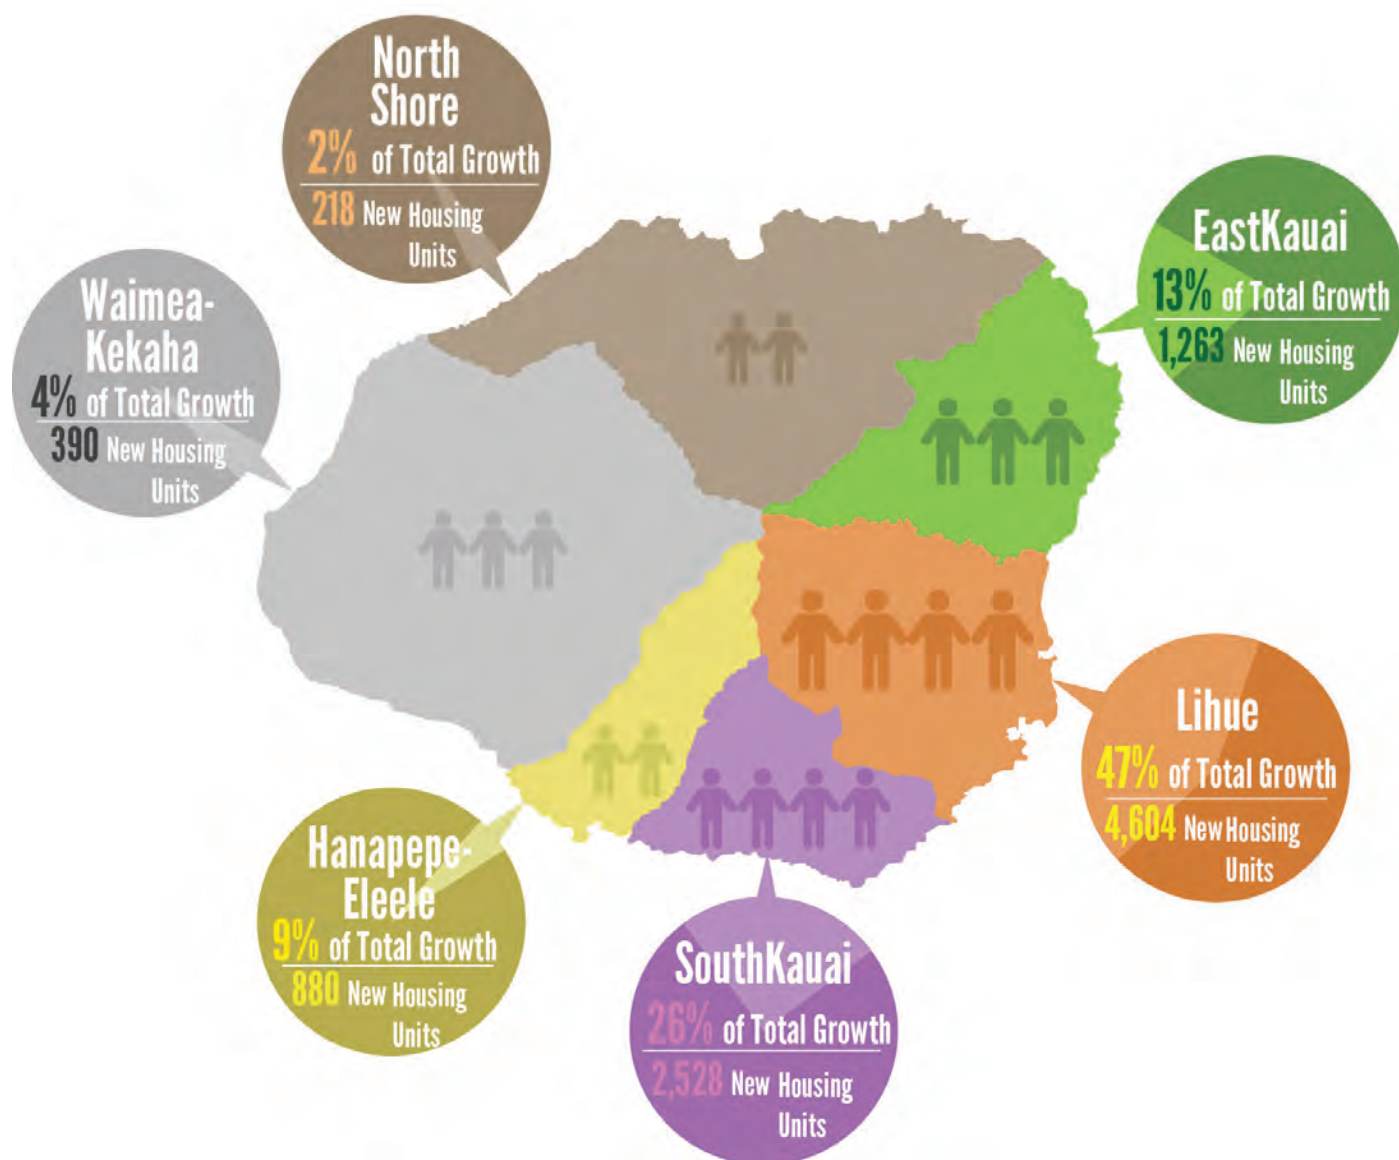 North
Shore
2% of Total Growth
218 New Housing
Units
EastKauai
13% of Total Growth
1,263 New Housing
Units
Waimea-
Kekaha
4% of Total Growth
390 New Housing
Units
Lihue
47% of Total Growth
4,604 New Housing
Units
Hanapepe-
Eleele
9% of Total Growth
880 New Housing
Units
SouthKauai
26% of Total Growth
2,528 New Housing
Units